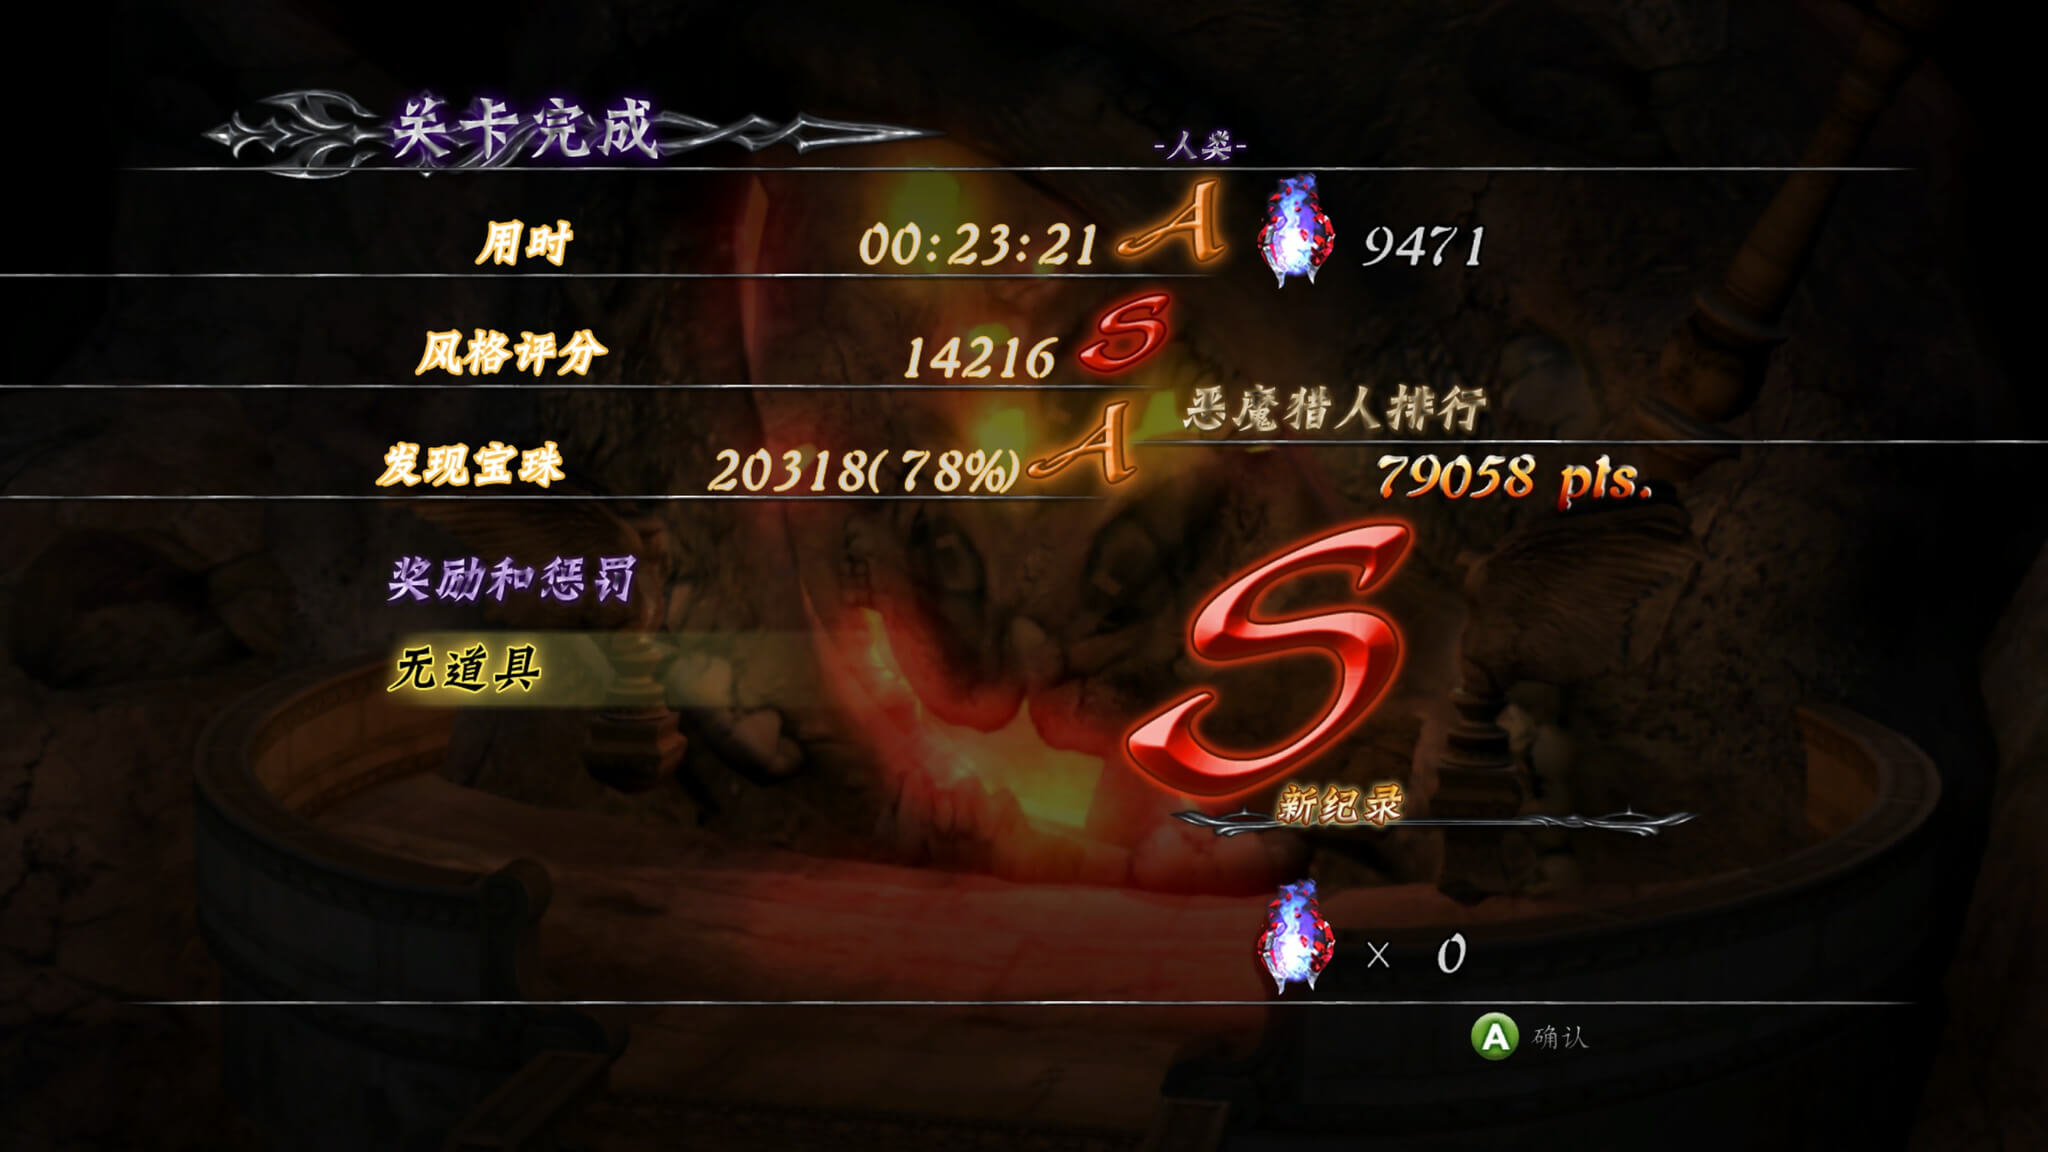 关卡完成
-人类-
用时 00:23:21 A 9471
风格评分 14216 S
恶魔猎人排行
发现宝珠 20318(78%) A
79058 pts.
奖励和惩罚
S
无道具
新纪录
× 0
A 确认